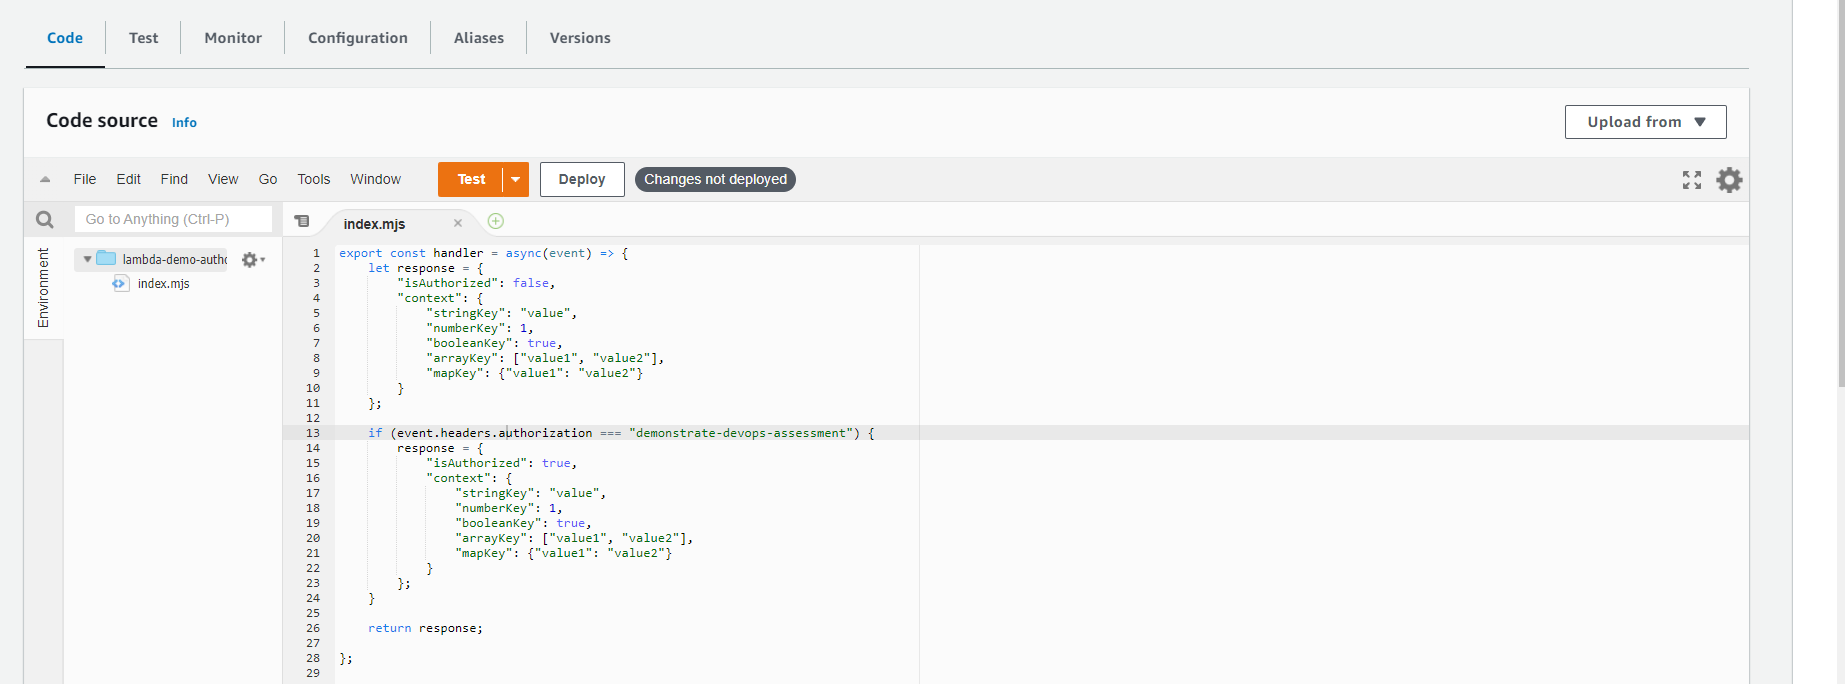 Code Test Monitor Configuration Aliases Versions
Code source Info
Upload from
File Edit Find View Go Tools Window Test Deploy Changes not deployed
Go to Anything (Ctrl-P)
index.mjs
Environment
lambda-demo-autho
index.mjs
1 export const handler = async(event) => {
2 let response = {
3 "isAuthorized": false,
4 "context": {
5 "stringKey": "value",
6 "numberKey": 1,
7 "booleanKey": true,
8 "arrayKey": ["value1", "value2"],
9 "mapKey": {"value1": "value2"}
10 }
11 };
12
13 if (event.headers.authorization === "demonstrate-devops-assessment") {
14 response = {
15 "isAuthorized": true,
16 "context": {
17 "stringKey": "value",
18 "numberKey": 1,
19 "booleanKey": true,
20 "arrayKey": ["value1", "value2"],
21 "mapKey": {"value1": "value2"}
22 }
23 };
24 }
25
26 return response;
27
28 };
29